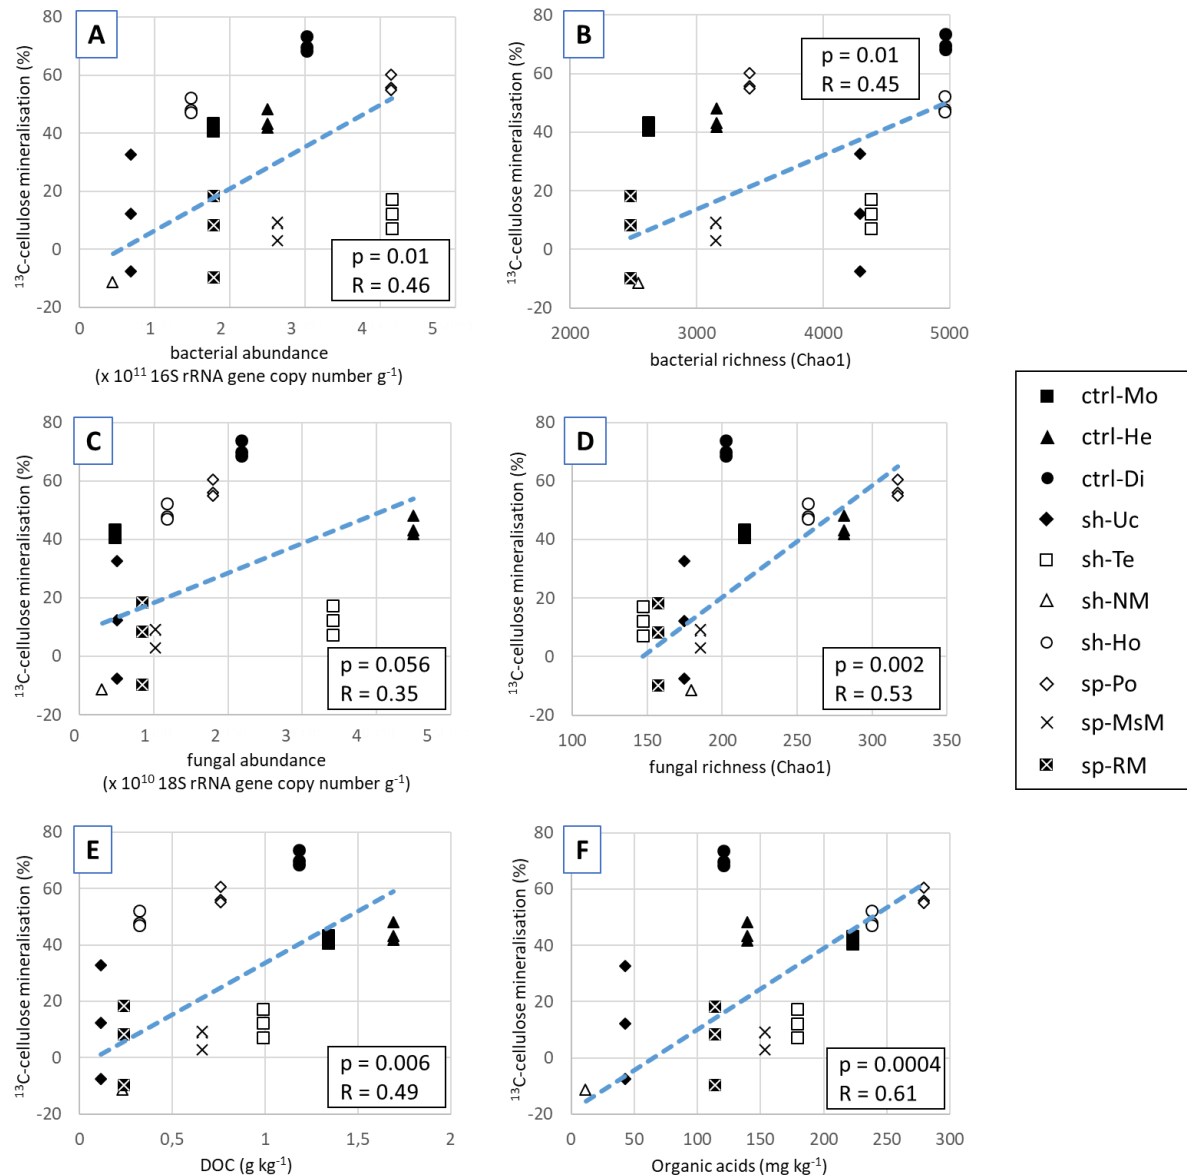 A
80
60
40
20
0
-20
¹³C-cellulose mineralisation (%)
p = 0.01
R = 0.46
0 1 2 3 4 5
bacterial abundance
(x 10¹¹ 16S rRNA gene copy number g⁻¹)
B
80
60
40
20
0
-20
¹³C-cellulose mineralisation (%)
p = 0.01
R = 0.45
2000 3000 4000 5000
bacterial richness (Chao1)
C
80
60
40
20
0
-20
¹³C-cellulose mineralisation (%)
p = 0.056
R = 0.35
0 1 2 3 4 5
fungal abundance
(x 10¹⁰ 18S rRNA gene copy number g⁻¹)
D
80
60
40
20
0
-20
¹³C-cellulose mineralisation (%)
p = 0.002
R = 0.53
100 150 200 250 300 350
fungal richness (Chao1)
ctrl-Mo
ctrl-He
ctrl-Di
sh-Uc
sh-Te
sh-NM
sh-Ho
sp-Po
sp-MsM
sp-RM
E
80
60
40
20
0
-20
¹³C-cellulose mineralisation (%)
p = 0.006
R = 0.49
0 0,5 1 1,5 2
DOC (g kg⁻¹)
F
80
60
40
20
0
-20
¹³C-cellulose mineralisation (%)
p = 0.0004
R = 0.61
0 50 100 150 200 250 300
Organic acids (mg kg⁻¹)